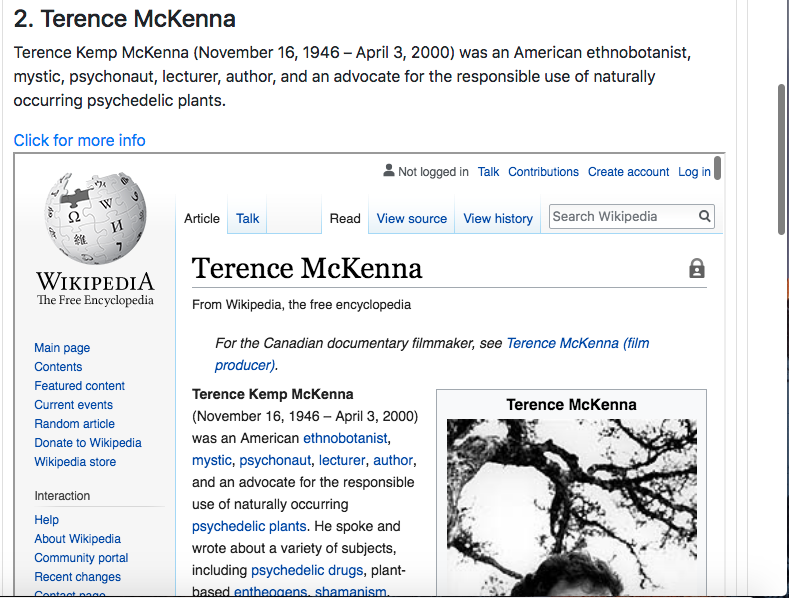 2. Terence McKenna
Terence Kemp McKenna (November 16, 1946 – April 3, 2000) was an American ethnobotanist,
mystic, psychonaut, lecturer, author, and an advocate for the responsible use of naturally
occurring psychedelic plants.
Click for more info
Not logged in Talk Contributions Create account Log in
Article Talk Read View source View history Search Wikipedia
Ω W И 維
WIKIPEDIA
The Free Encyclopedia
Main page
Contents
Featured content
Current events
Random article
Donate to Wikipedia
Wikipedia store
Interaction
Help
About Wikipedia
Community portal
Recent changes
Contact page
Terence McKenna
From Wikipedia, the free encyclopedia
For the Canadian documentary filmmaker, see Terence McKenna (film
producer).
Terence Kemp McKenna
(November 16, 1946 – April 3, 2000)
was an American ethnobotanist,
mystic, psychonaut, lecturer, author,
and an advocate for the responsible
use of naturally occurring
psychedelic plants. He spoke and
wrote about a variety of subjects,
including psychedelic drugs, plant-
based entheogens, shamanism,
Terence McKenna